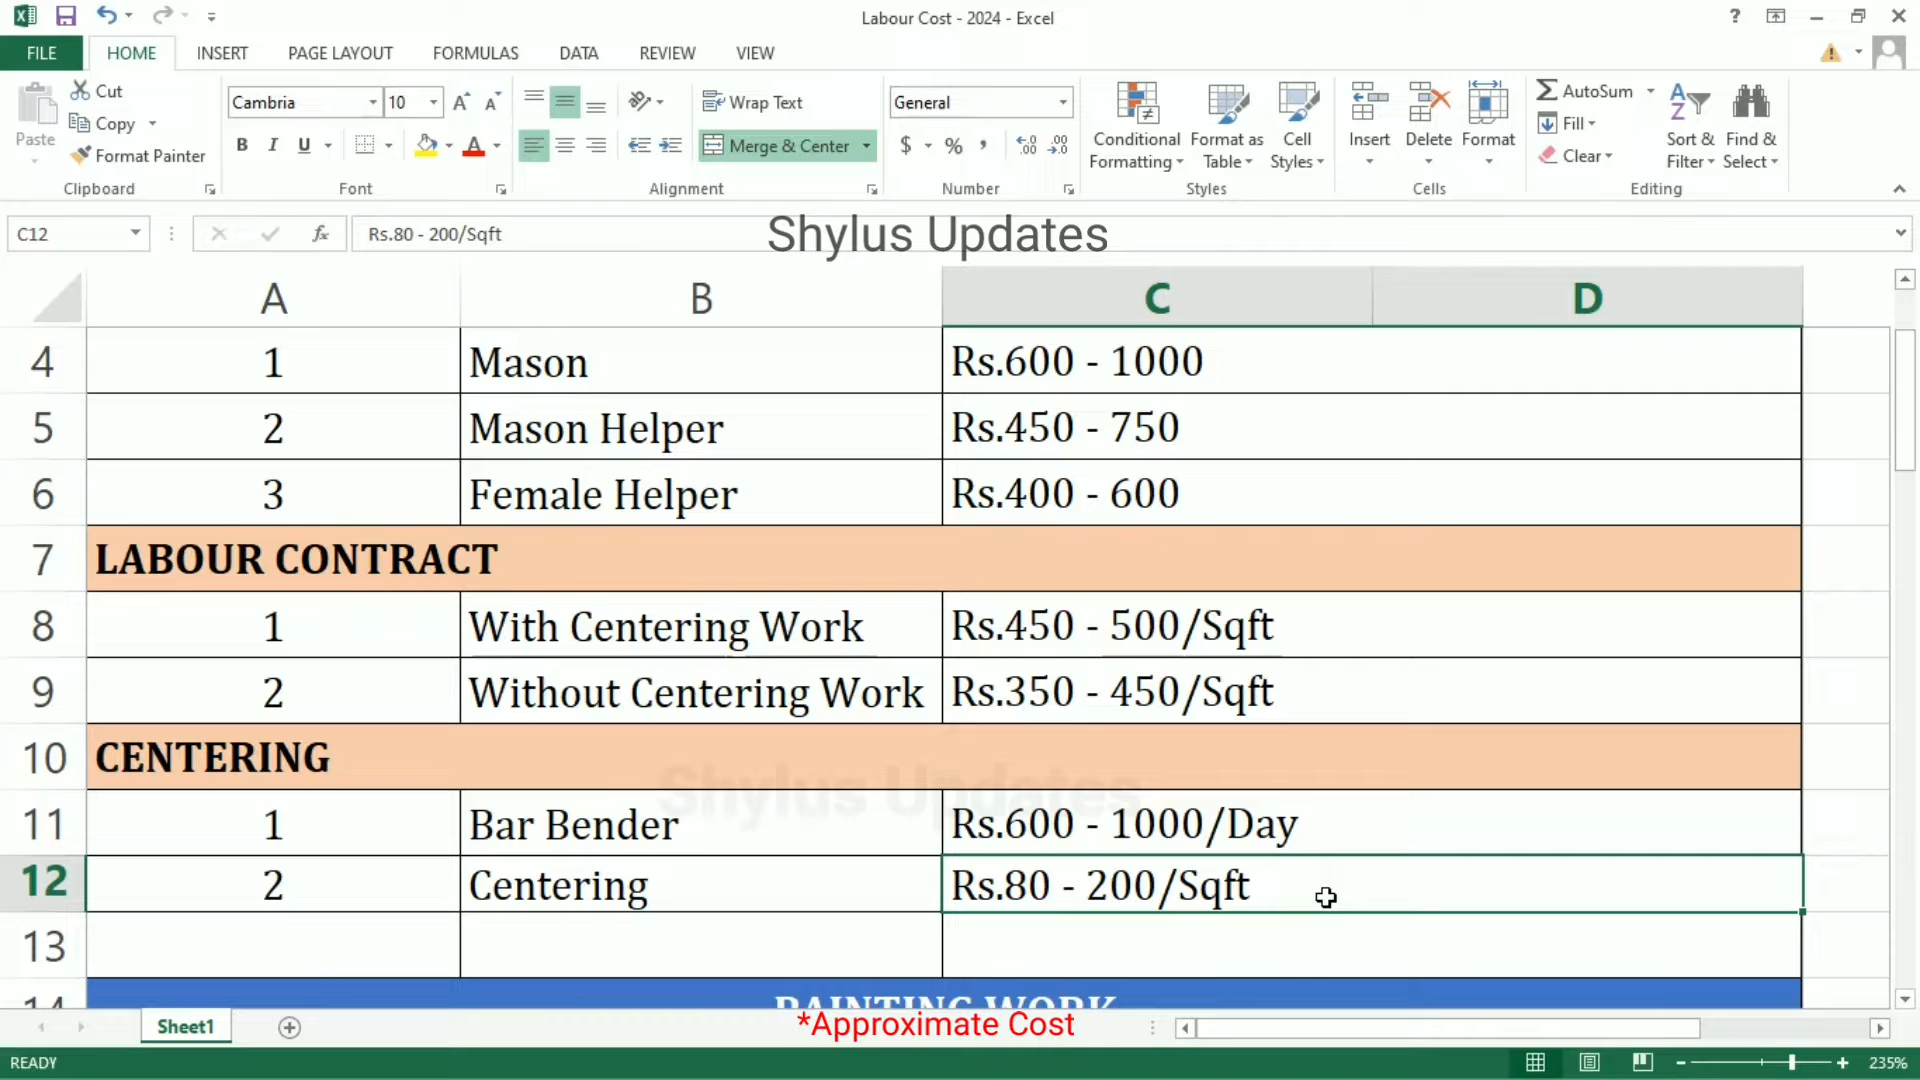 Labour Cost - 2024 - Excel
FILE HOME INSERT PAGE LAYOUT FORMULAS DATA REVIEW VIEW
Paste Cut Copy Format Painter
Cambria 10
B I U
Wrap Text
Merge & Center
General
$ %
Conditional Formatting Format as Table Cell Styles
Insert Delete Format
AutoSum Fill Clear
Sort & Filter Find & Select
Clipboard Font Alignment Number Styles Cells Editing
C12 fx Rs.80 - 200/Sqft
Shylus Updates
A B C D
4 1 Mason Rs.600 - 1000
5 2 Mason Helper Rs.450 - 750
6 3 Female Helper Rs.400 - 600
7 LABOUR CONTRACT
8 1 With Centering Work Rs.450 - 500/Sqft
9 2 Without Centering Work Rs.350 - 450/Sqft
10 CENTERING
Shylus Updates
11 1 Bar Bender Rs.600 - 1000/Day
12 2 Centering Rs.80 - 200/Sqft
13
14 PAINTING WORK
Sheet1
*Approximate Cost
READY 235%